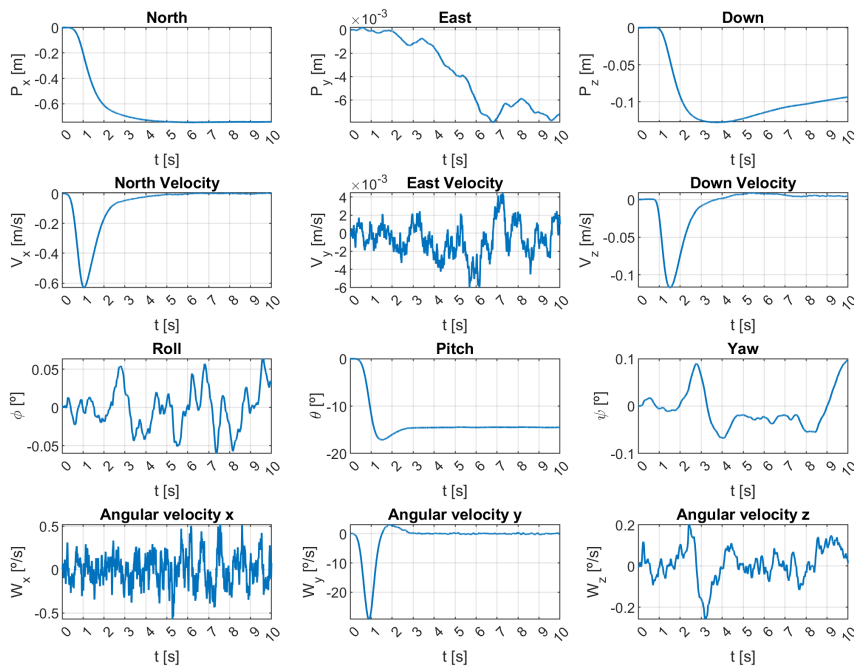 North East Down
0 -0.2 -0.4 -0.6
P_x [m]
0 1 2 3 4 5 6 7 8 9 10
t [s]
×10^-3
0 -2 -4 -6
P_y [m]
0 1 2 3 4 5 6 7 8 9 10
t [s]
0 -0.05 -0.1
P_z [m]
0 1 2 3 4 5 6 7 8 9 10
t [s]
North Velocity East Velocity Down Velocity
0 -0.2 -0.4 -0.6
V_x [m/s]
0 1 2 3 4 5 6 7 8 9 10
t [s]
×10^-3
4 2 0 -2 -4 -6
V_y [m/s]
0 1 2 3 4 5 6 7 8 9 10
t [s]
0 -0.05 -0.1
V_z [m/s]
0 1 2 3 4 5 6 7 8 9 10
t [s]
Roll Pitch Yaw
0.05 0 -0.05
ϕ [º]
0 1 2 3 4 5 6 7 8 9 10
t [s]
0 -10 -20
θ [º]
0 1 2 3 4 5 6 7 8 9 10
t [s]
0.1 0 -0.1
ψ [º]
0 1 2 3 4 5 6 7 8 9 10
t [s]
Angular velocity x Angular velocity y Angular velocity z
0.5 0 -0.5
W_x [º/s]
0 1 2 3 4 5 6 7 8 9 10
t [s]
0 -10 -20
W_y [º/s]
0 1 2 3 4 5 6 7 8 9 10
t [s]
0.2 0 -0.2
W_z [º/s]
0 1 2 3 4 5 6 7 8 9 10
t [s]